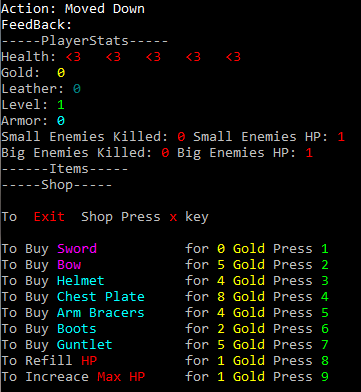 Action: Moved Down
FeedBack:
-----PlayerStats-----
Health: <3 <3 <3 <3 <3
Gold: 0
Leather: 0
Level: 1
Armor: 0
Small Enemies Killed: 0 Small Enemies HP: 1
Big Enemies Killed: 0 Big Enemies HP: 1
------Items-----
-----Shop-----
To Exit Shop Press x key
To Buy Sword for 0 Gold Press 1
To Buy Bow for 5 Gold Press 2
To Buy Helmet for 4 Gold Press 3
To Buy Chest Plate for 8 Gold Press 4
To Buy Arm Bracers for 4 Gold Press 5
To Buy Boots for 2 Gold Press 6
To Buy Guntlet for 5 Gold Press 7
To Refill HP for 1 Gold Press 8
To Increace Max HP for 1 Gold Press 9